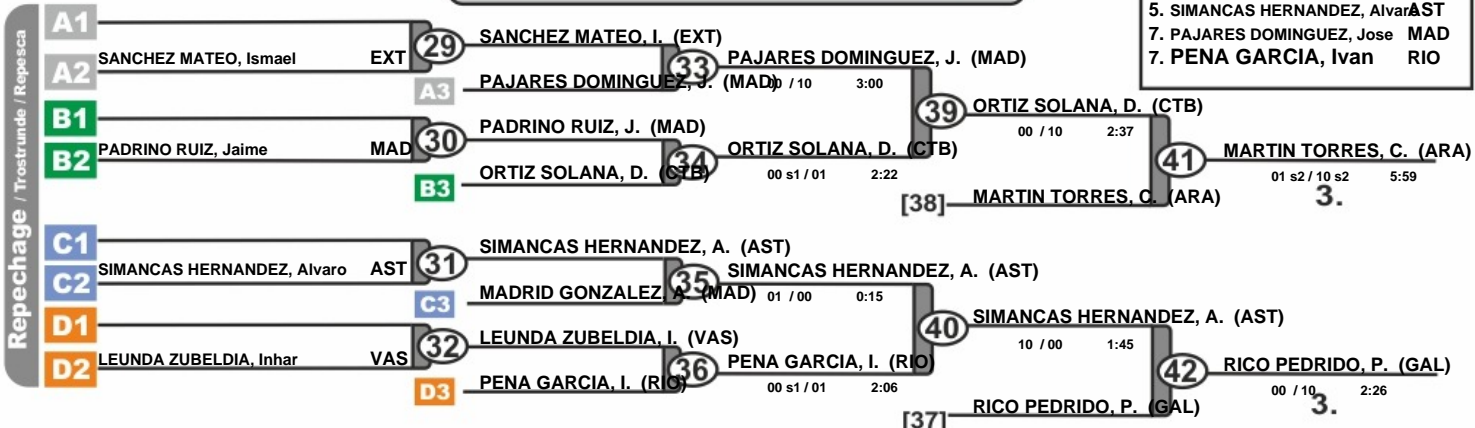 5. SIMANCAS HERNANDEZ, Alvaro AST
7. PAJARES DOMINGUEZ, Jose MAD
7. PENA GARCIA, Ivan RIO
Repechage / Trostrunde / Repesca
A1
A2 SANCHEZ MATEO, Ismael EXT
29
SANCHEZ MATEO, I. (EXT)
A3 PAJARES DOMINGUEZ, J. (MAD)
33
PAJARES DOMINGUEZ, J. (MAD)
00 / 10 3:00
B1
B2 PADRINO RUIZ, Jaime MAD
30
PADRINO RUIZ, J. (MAD)
B3 ORTIZ SOLANA, D. (CTB)
34
ORTIZ SOLANA, D. (CTB)
00 s1 / 01 2:22
39
ORTIZ SOLANA, D. (CTB)
00 / 10 2:37
[38] MARTIN TORRES, C. (ARA)
41
MARTIN TORRES, C. (ARA)
01 s2 / 10 s2 5:59
3.
C1
C2 SIMANCAS HERNANDEZ, Alvaro AST
31
SIMANCAS HERNANDEZ, A. (AST)
C3 MADRID GONZALEZ, A. (MAD)
35
SIMANCAS HERNANDEZ, A. (AST)
01 / 00 0:15
D1
D2 LEUNDA ZUBELDIA, Inhar VAS
32
LEUNDA ZUBELDIA, I. (VAS)
D3 PENA GARCIA, I. (RIO)
36
PENA GARCIA, I. (RIO)
00 s1 / 01 2:06
40
SIMANCAS HERNANDEZ, A. (AST)
10 / 00 1:45
[37] RICO PEDRIDO, P. (GAL)
42
RICO PEDRIDO, P. (GAL)
00 / 10 2:26
3.